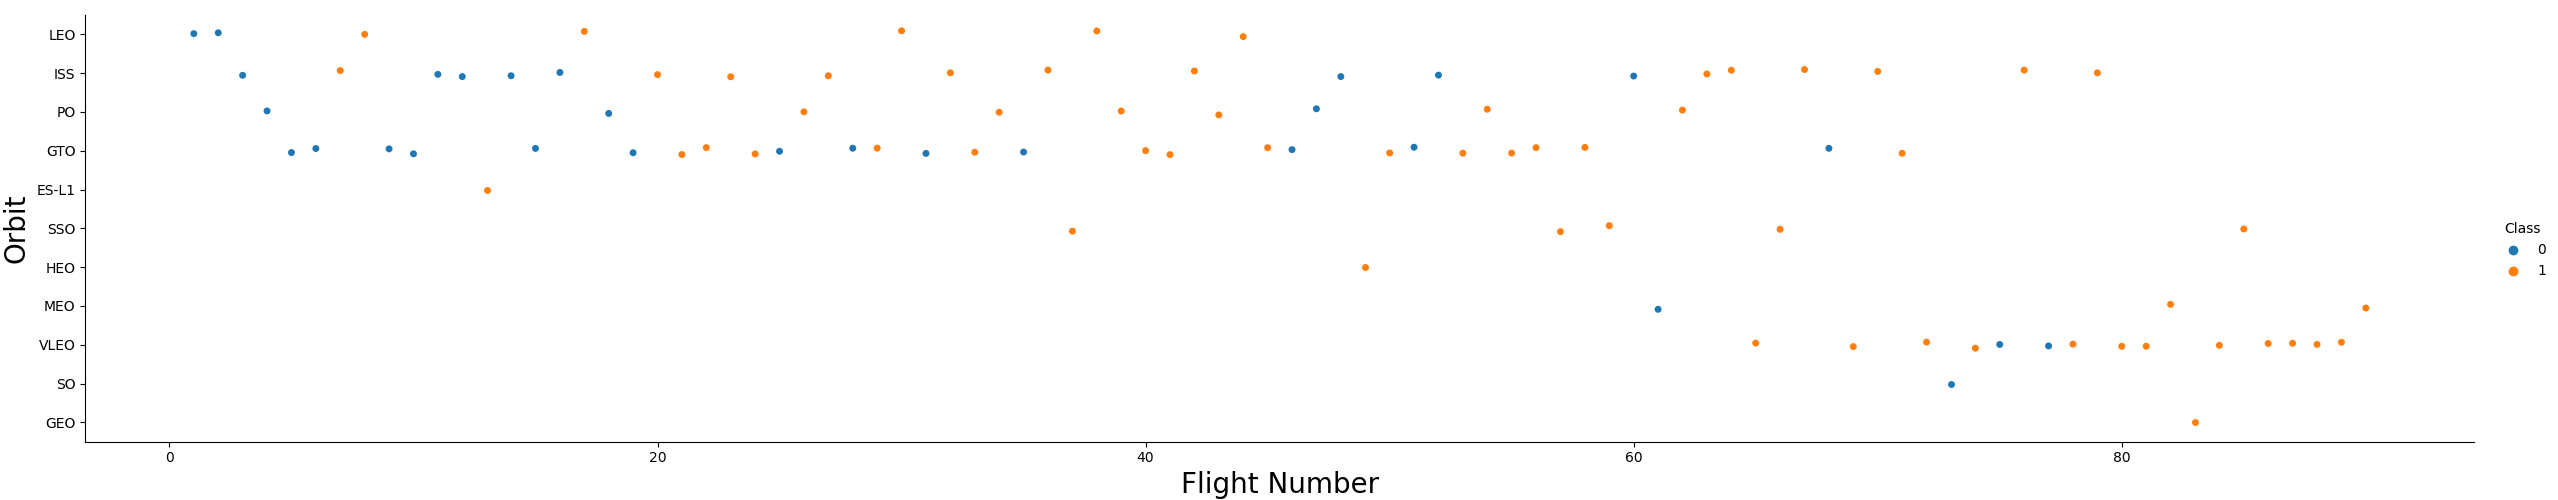 LEO
ISS
PO
GTO
ES-L1
SSO
HEO
MEO
VLEO
SO
GEO
Orbit
0 20 40 60 80
Flight Number
Class
0
1